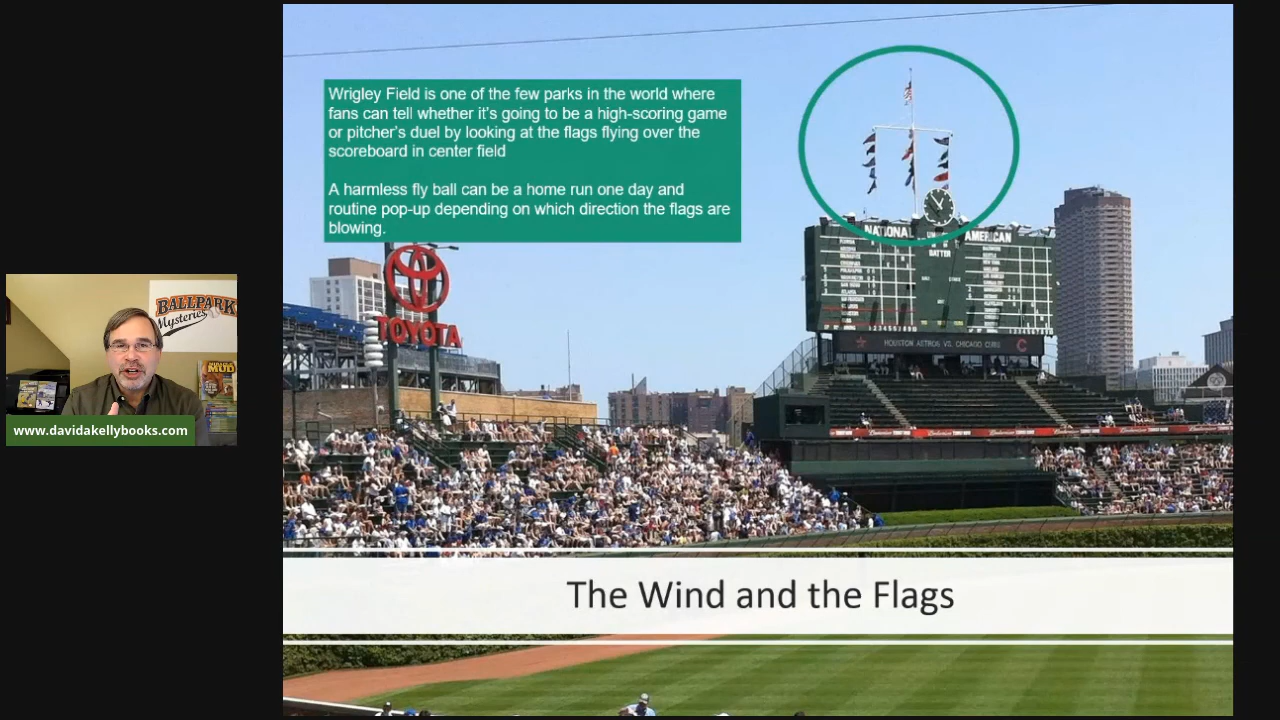 Wrigley Field is one of the few parks in the world where
fans can tell whether it's going to be a high-scoring game
or pitcher's duel by looking at the flags flying over the
scoreboard in center field
A harmless fly ball can be a home run one day and
routine pop-up depending on which direction the flags are
blowing.
NATIONAL
AMERICAN
BATTER
TOYOTA
HOUSTON ASTROS VS. CHICAGO CUBS
BALLPARK
Mysteries
MUD
www.davidakellybooks.com
The Wind and the Flags